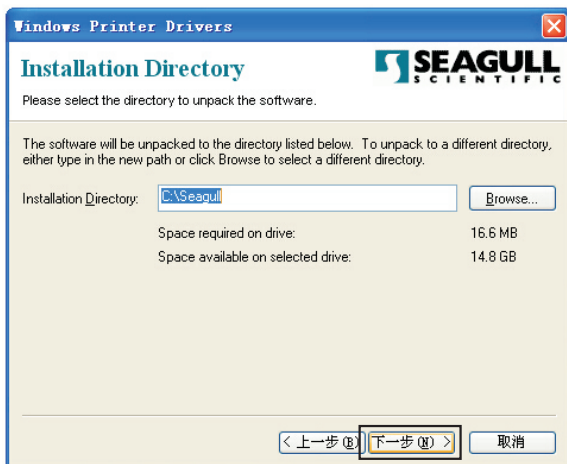 Windows Printer Drivers
Installation Directory
SEAGULL
SCIENTIFIC
Please select the directory to unpack the software.
The software will be unpacked to the directory listed below. To unpack to a different directory,
either type in the new path or click Browse to select a different directory.
Installation Directory: C:\Seagull Browse...
Space required on drive: 16.6 MB
Space available on selected drive: 14.8 GB
< 上一步(B) 下一步(N) > 取消